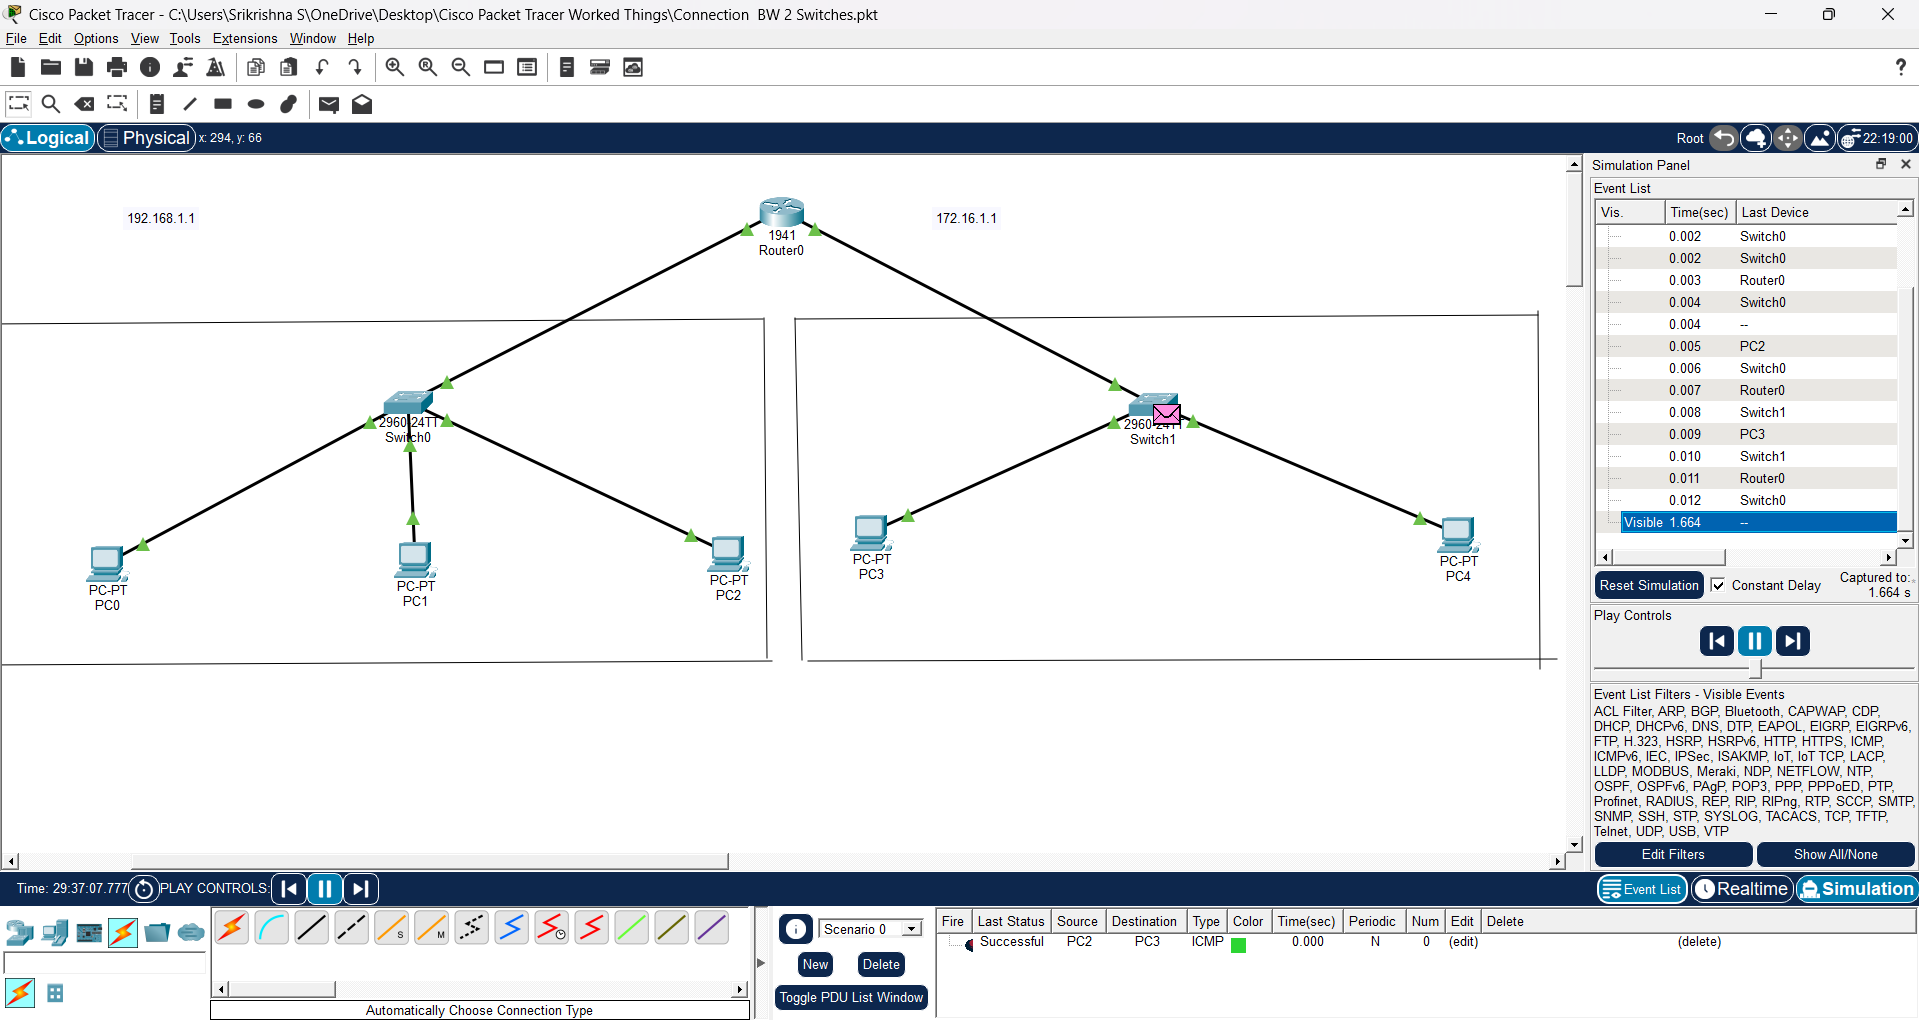 Cisco Packet Tracer - C:\Users\Srikrishna S\OneDrive\Desktop\Cisco Packet Tracer Worked Things\Connection  BW 2 Switches.pkt
File Edit Options View Tools Extensions Window Help
?
Logical Physical x: 294, y: 66 Root 22:19:00
Simulation Panel
Event List
Vis. Time(sec) Last Device
0.002 Switch0
0.002 Switch0
0.003 Router0
0.004 Switch0
0.004 --
0.005 PC2
0.006 Switch0
0.007 Router0
0.008 Switch1
0.009 PC3
0.010 Switch1
0.011 Router0
0.012 Switch0
Visible 1.664 --
Reset Simulation Constant Delay Captured to:
1.664 s
Play Controls
Event List Filters - Visible Events
ACL Filter, ARP, BGP, Bluetooth, CAPWAP, CDP,
DHCP, DHCPv6, DNS, DTP, EAPOL, EIGRP, EIGRPv6,
FTP, H.323, HSRP, HSRPv6, HTTP, HTTPS, ICMP,
ICMPv6, IEC, IPSec, ISAKMP, IoT, IoT TCP, LACP,
LLDP, MODBUS, Meraki, NDP, NETFLOW, NTP,
OSPF, OSPFv6, PAgP, POP3, PPP, PPPoED, PTP,
Profinet, RADIUS, REP, RIP, RIPng, RTP, SCCP, SMTP,
SNMP, SSH, STP, SYSLOG, TACACS, TCP, TFTP,
Telnet, UDP, USB, VTP
Edit Filters Show All/None
192.168.1.1
172.16.1.1
1941
Router0
2960-24TT
Switch0
2960-24TT
Switch1
PC-PT
PC0
PC-PT
PC1
PC-PT
PC2
PC-PT
PC3
PC-PT
PC4
Time: 29:37:07.777 PLAY CONTROLS: Event List Realtime Simulation
S M
Automatically Choose Connection Type
Scenario 0
New Delete
Toggle PDU List Window
Fire Last Status Source Destination Type Color Time(sec) Periodic Num Edit Delete
Successful PC2 PC3 ICMP 0.000 N 0 (edit) (delete)